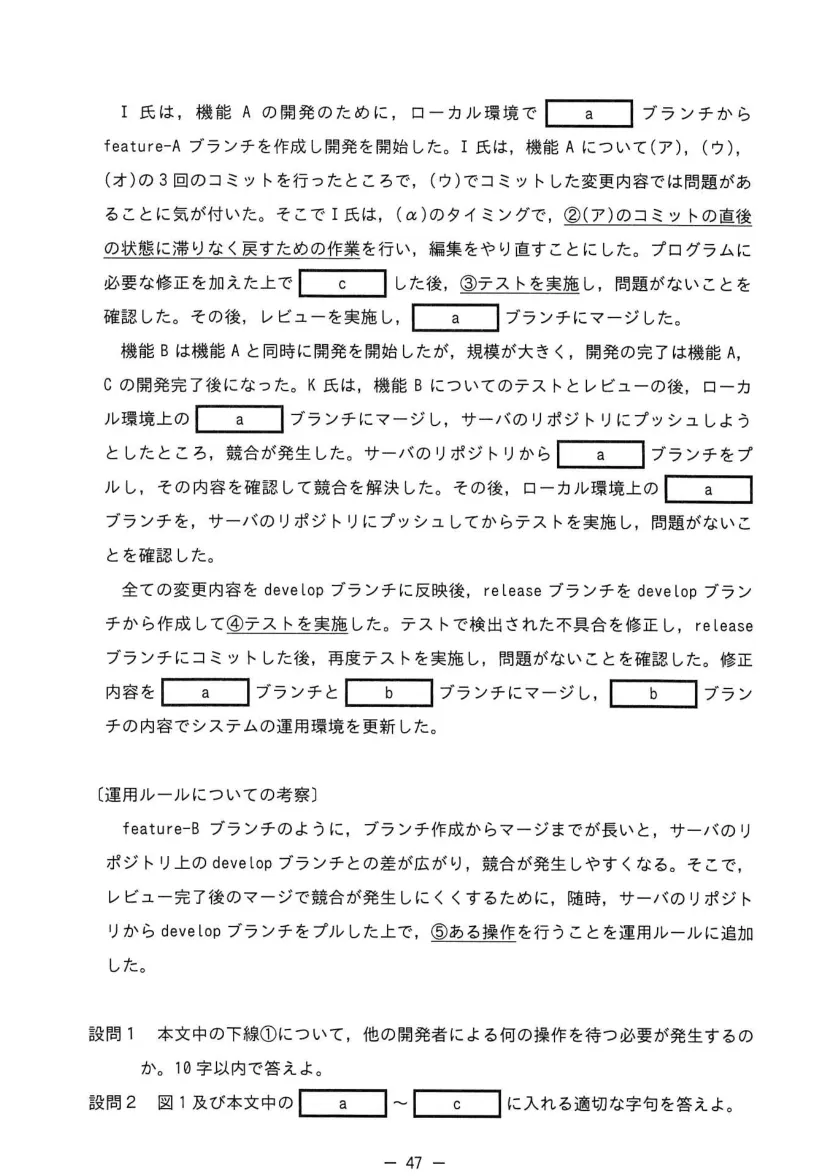 I 氏は，機能 A の開発のために，ローカル環境で a ブランチから
feature-A ブランチを作成し開発を開始した。I 氏は，機能 A について(ア)，(ウ)，
(オ)の 3 回のコミットを行ったところで，(ウ)でコミットした変更内容では問題があ
ることに気が付いた。そこで I 氏は，(α)のタイミングで，②(ア)のコミットの直後
の状態に滞りなく戻すための作業を行い，編集をやり直すことにした。プログラムに
必要な修正を加えた上で c した後，③テストを実施し，問題がないことを
確認した。その後，レビューを実施し， a ブランチにマージした。
機能 B は機能 A と同時に開発を開始したが，規模が大きく，開発の完了は機能 A，
C の開発完了後になった。K 氏は，機能 B についてのテストとレビューの後，ローカ
ル環境上の a ブランチにマージし，サーバのリポジトリにプッシュしよう
としたところ，競合が発生した。サーバのリポジトリから a ブランチをプ
ルし，その内容を確認して競合を解決した。その後，ローカル環境上の a
ブランチを，サーバのリポジトリにプッシュしてからテストを実施し，問題がないこ
とを確認した。
全ての変更内容を develop ブランチに反映後，release ブランチを develop ブラン
チから作成して④テストを実施した。テストで検出された不具合を修正し，release
ブランチにコミットした後，再度テストを実施し，問題がないことを確認した。修正
内容を a ブランチと b ブランチにマージし， b ブラン
チの内容でシステムの運用環境を更新した。
〔運用ルールについての考察〕
feature-B ブランチのように，ブランチ作成からマージまでが長いと，サーバのリ
ポジトリ上の develop ブランチとの差が広がり，競合が発生しやすくなる。そこで，
レビュー完了後のマージで競合が発生しにくくするために，随時，サーバのリポジト
リから develop ブランチをプルした上で，⑤ある操作を行うことを運用ルールに追加
した。
設問１ 本文中の下線①について，他の開発者による何の操作を待つ必要が発生するの
か。10 字以内で答えよ。
設問２ 図 1 及び本文中の a ～ c に入れる適切な字句を答えよ。
— 47 —